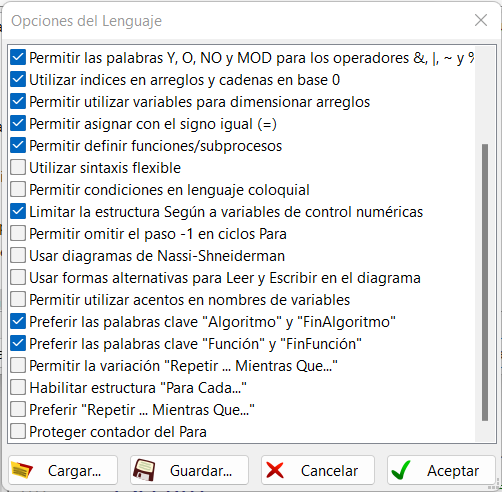 Opciones del Lenguaje
Permitir las palabras Y, O, NO y MOD para los operadores &, |, ~ y %
Utilizar indices en arreglos y cadenas en base 0
Permitir utilizar variables para dimensionar arreglos
Permitir asignar con el signo igual (=)
Permitir definir funciones/subprocesos
Utilizar sintaxis flexible
Permitir condiciones en lenguaje coloquial
Limitar la estructura Según a variables de control numéricas
Permitir omitir el paso -1 en ciclos Para
Usar diagramas de Nassi-Shneiderman
Usar formas alternativas para Leer y Escribir en el diagrama
Permitir utilizar acentos en nombres de variables
Preferir las palabras clave "Algoritmo" y "FinAlgoritmo"
Preferir las palabras clave "Función" y "FinFunción"
Permitir la variación "Repetir ... Mientras Que..."
Habilitar estructura "Para Cada..."
Preferir "Repetir ... Mientras Que..."
Proteger contador del Para
Cargar... Guardar... Cancelar Aceptar